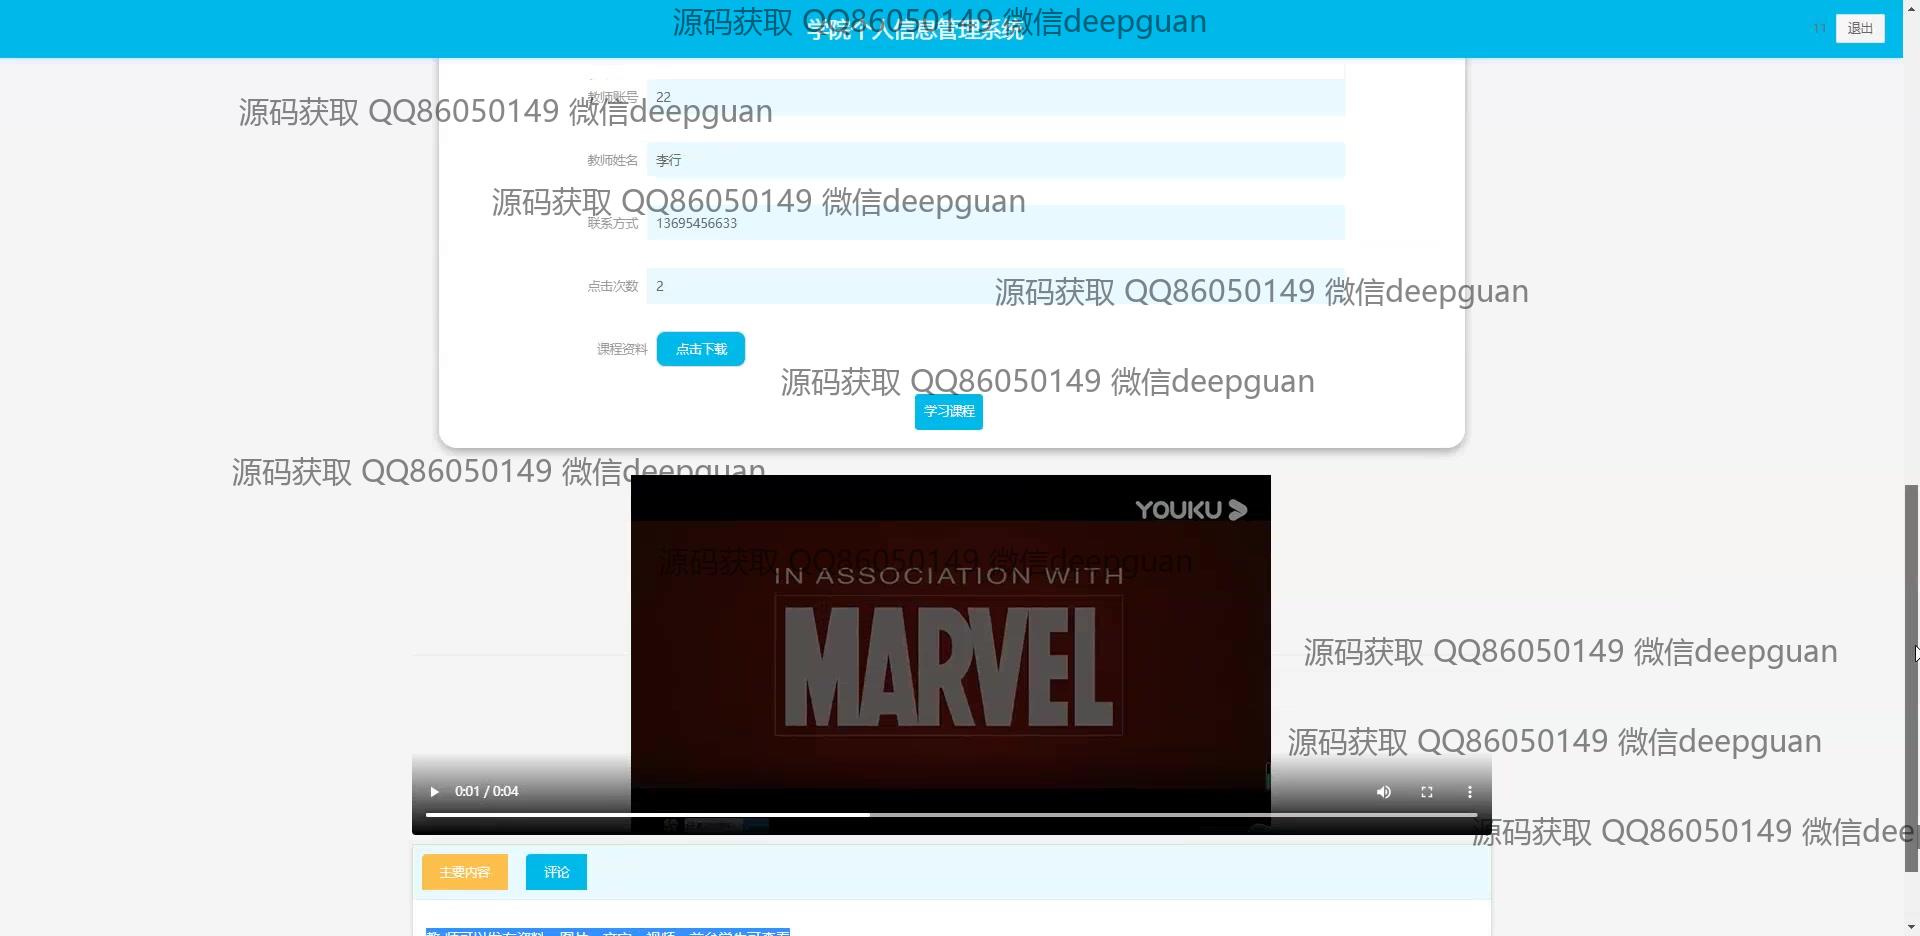 源码获取 QQ86050149 微信deepguan
学院个人信息管理系统
11 退出
教师账号 22
源码获取 QQ86050149 微信deepguan
教师姓名 李行
源码获取 QQ86050149 微信deepguan
联系方式 13695456633
点击次数 2
源码获取 QQ86050149 微信deepguan
课程资料 点击下载
源码获取 QQ86050149 微信deepguan
学习课程
源码获取 QQ86050149 微信deepguan
YOUKU
源码获取 QQ86050149 微信deepguan
IN ASSOCIATION WITH
MARVEL
源码获取 QQ86050149 微信deepguan
源码获取 QQ86050149 微信deepguan
0:01 / 0:04
源码获取 QQ86050149 微信dee
主要内容 评论